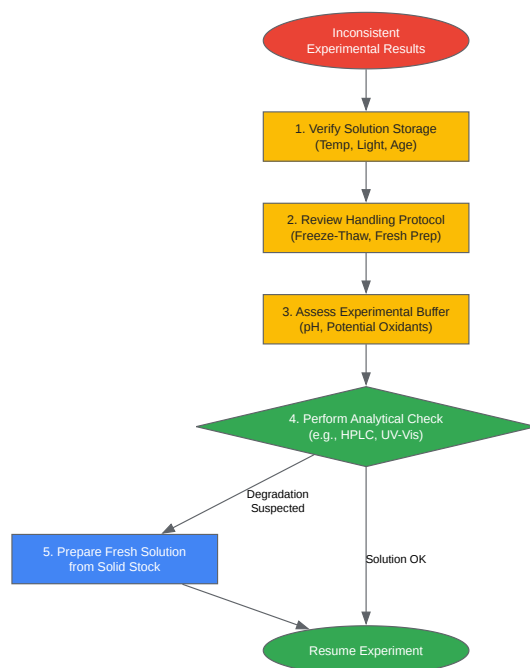 Inconsistent
Experimental Results
1. Verify Solution Storage
(Temp, Light, Age)
2. Review Handling Protocol
(Freeze-Thaw, Fresh Prep)
3. Assess Experimental Buffer
(pH, Potential Oxidants)
4. Perform Analytical Check
(e.g., HPLC, UV-Vis)
Degradation
Suspected
5. Prepare Fresh Solution
from Solid Stock
Solution OK
Resume Experiment